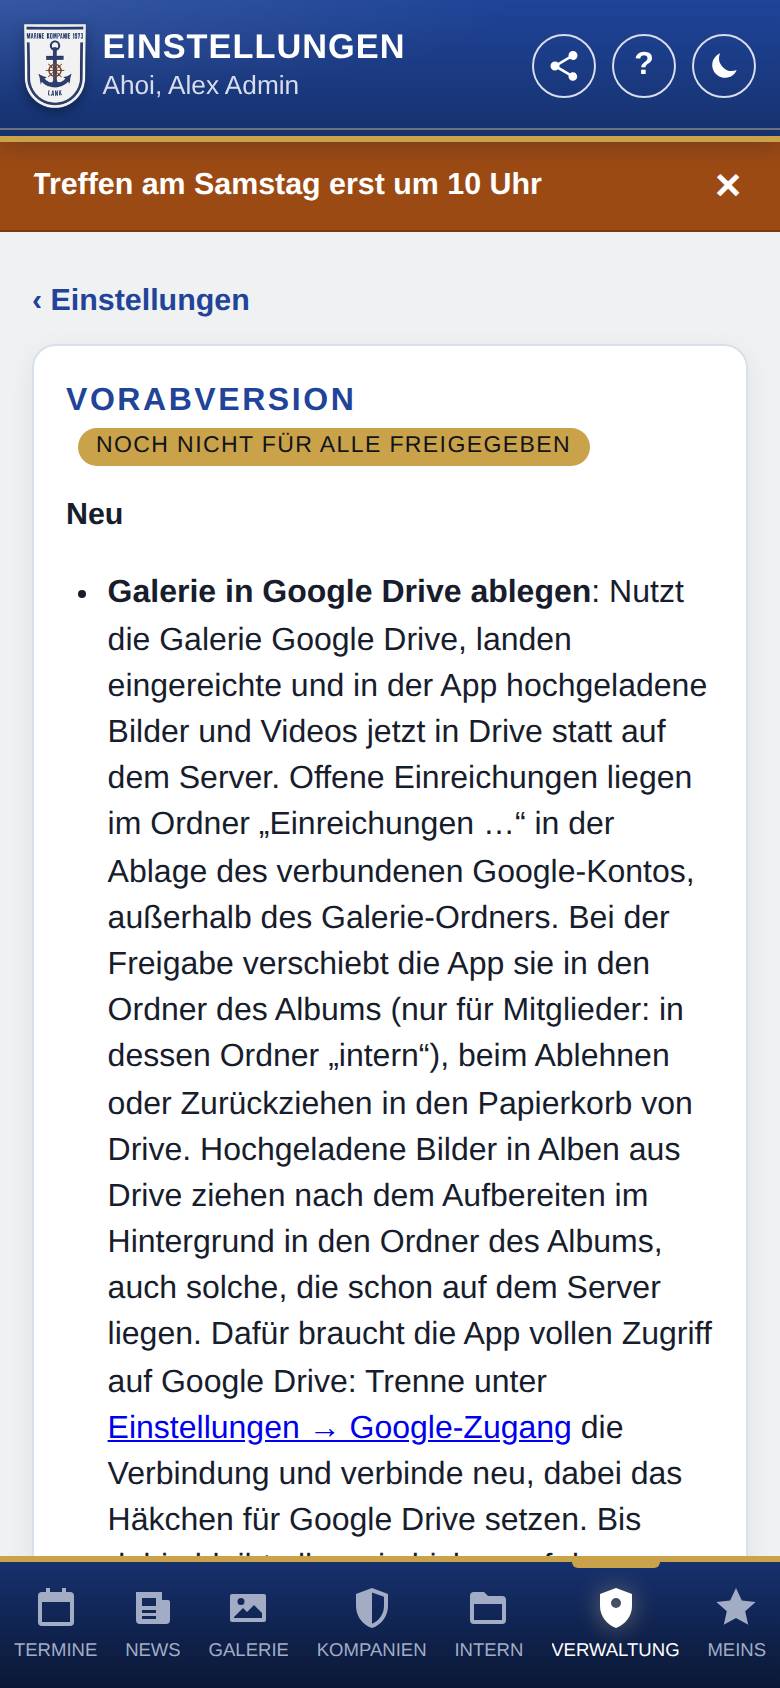 MARINE KOMPANIE 1973
LANK
EINSTELLUNGEN
Ahoi, Alex Admin
?
Treffen am Samstag erst um 10 Uhr
×
‹ Einstellungen
VORABVERSION
NOCH NICHT FÜR ALLE FREIGEGEBEN
Neu
• Galerie in Google Drive ablegen: Nutzt
die Galerie Google Drive, landen
eingereichte und in der App hochgeladene
Bilder und Videos jetzt in Drive statt auf
dem Server. Offene Einreichungen liegen
im Ordner „Einreichungen …“ in der
Ablage des verbundenen Google-Kontos,
außerhalb des Galerie-Ordners. Bei der
Freigabe verschiebt die App sie in den
Ordner des Albums (nur für Mitglieder: in
dessen Ordner „intern“), beim Ablehnen
oder Zurückziehen in den Papierkorb von
Drive. Hochgeladene Bilder in Alben aus
Drive ziehen nach dem Aufbereiten im
Hintergrund in den Ordner des Albums,
auch solche, die schon auf dem Server
liegen. Dafür braucht die App vollen Zugriff
auf Google Drive: Trenne unter
Einstellungen → Google-Zugang die
Verbindung und verbinde neu, dabei das
Häkchen für Google Drive setzen. Bis
TERMINE
NEWS
GALERIE
KOMPANIEN
INTERN
VERWALTUNG
MEINS